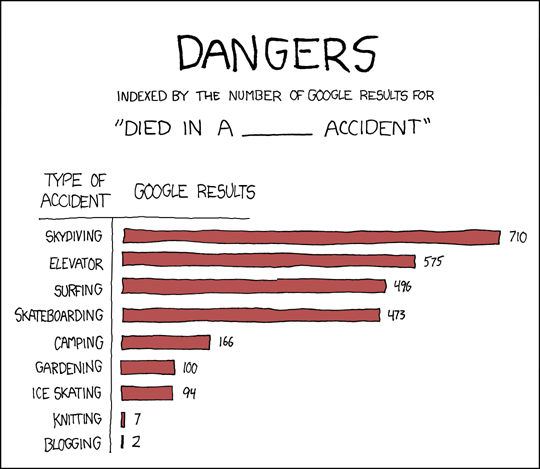 DANGERS
INDEXED BY THE NUMBER OF GOOGLE RESULTS FOR
"DIED IN A ______ ACCIDENT"
TYPE OF ACCIDENT
GOOGLE RESULTS
SKYDIVING 710
ELEVATOR 575
SURFING 496
SKATEBOARDING 473
CAMPING 166
GARDENING 100
ICE SKATING 94
KNITTING 7
BLOGGING 2